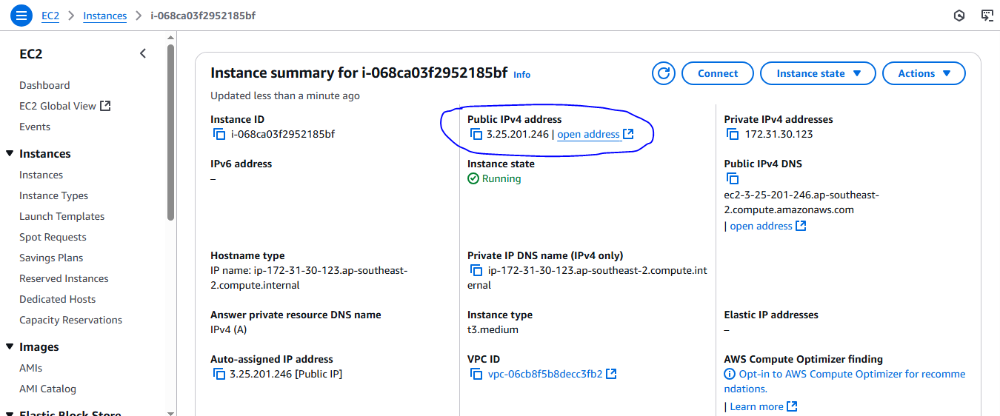 EC2 > Instances > i-068ca03f2952185bf
EC2
Dashboard
EC2 Global View
Events
Instances
Instances
Instance Types
Launch Templates
Spot Requests
Savings Plans
Reserved Instances
Dedicated Hosts
Capacity Reservations
Images
AMIs
AMI Catalog
Elastic Block Store
Instance summary for i-068ca03f2952185bf Info
Connect
Instance state
Actions
Updated less than a minute ago
Instance ID
i-068ca03f2952185bf
Public IPv4 address
3.25.201.246 | open address
Private IPv4 addresses
172.31.30.123
IPv6 address
–
Instance state
Running
Public IPv4 DNS
ec2-3-25-201-246.ap-southeast-
2.compute.amazonaws.com
| open address
Hostname type
IP name: ip-172-31-30-123.ap-southeast-
2.compute.internal
Private IP DNS name (IPv4 only)
ip-172-31-30-123.ap-southeast-2.compute.int
ernal
Answer private resource DNS name
IPv4 (A)
Instance type
t3.medium
Elastic IP addresses
–
Auto-assigned IP address
3.25.201.246 [Public IP]
VPC ID
vpc-06cb8f5b8decc3fb2
AWS Compute Optimizer finding
Opt-in to AWS Compute Optimizer for recomme
ndations.
| Learn more